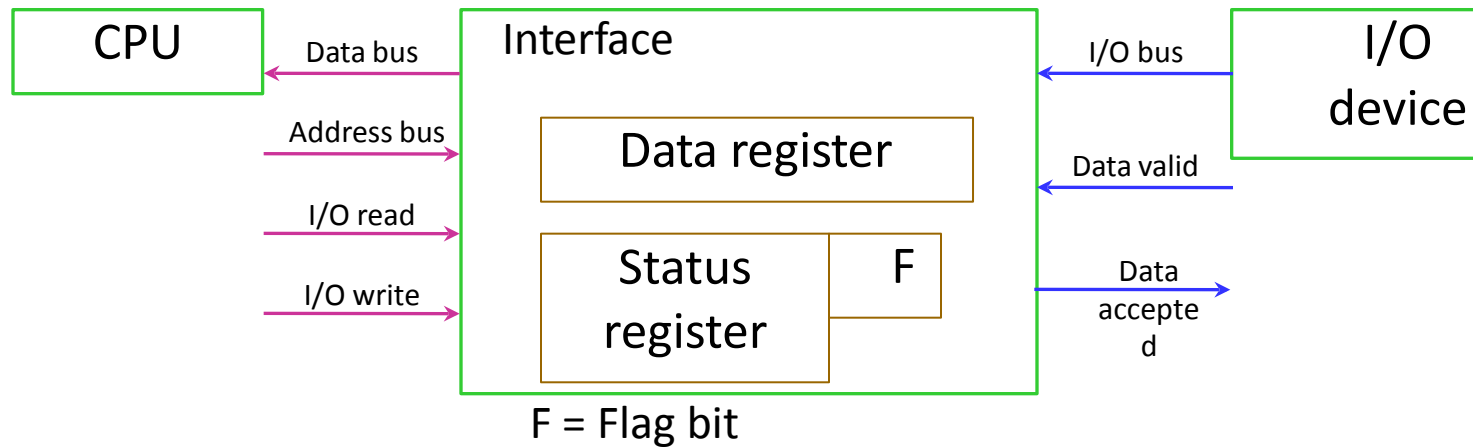 CPU
Data bus
Address bus
I/O read
I/O write
Interface
Data register
Status
register
F
F = Flag bit
I/O bus
Data valid
Data
accepte
d
I/O
device